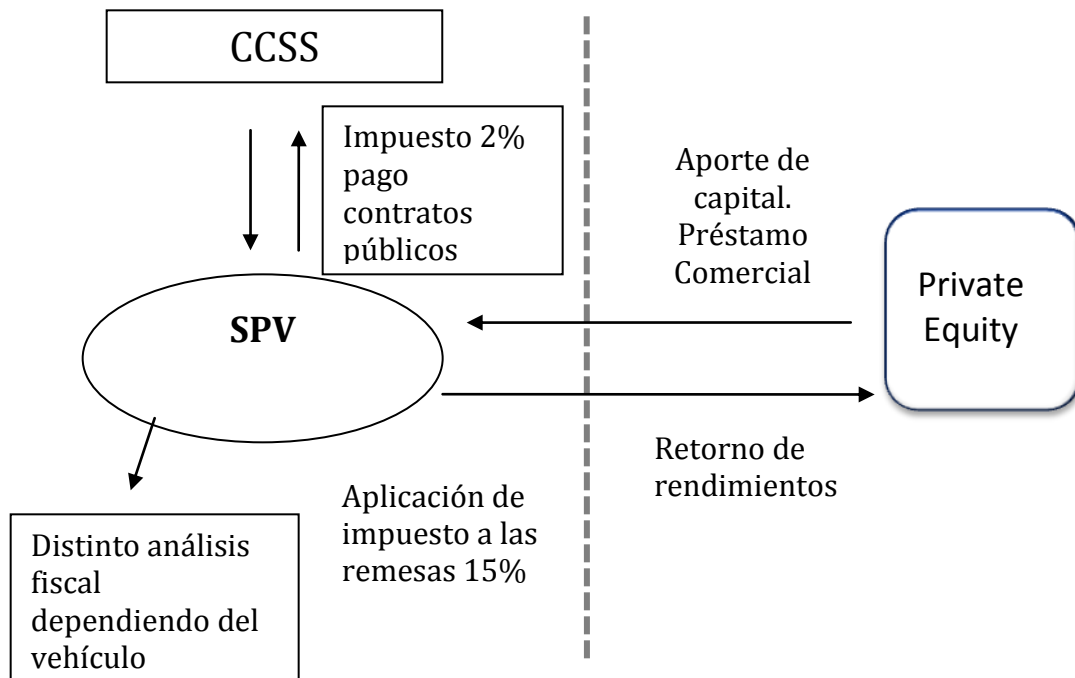 CCSS
Impuesto 2%
pago
contratos
públicos
Aporte de
capital.
Préstamo
Comercial
Private
Equity
SPV
Retorno de
rendimientos
Aplicación de
impuesto a las
remesas 15%
Distinto análisis
fiscal
dependiendo del
vehículo